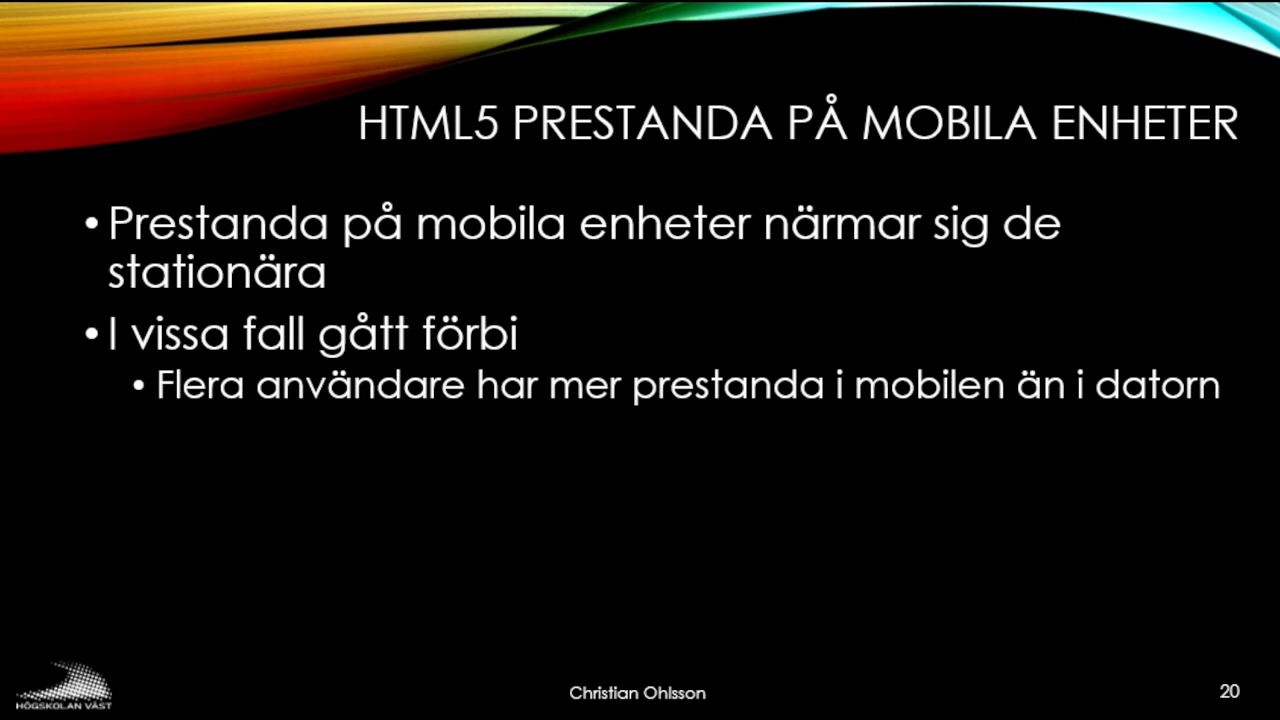 HTML5 PRESTANDA PÅ MOBILA ENHETER
• Prestanda på mobila enheter närmar sig de
stationära
• I vissa fall gått förbi
• Flera användare har mer prestanda i mobilen än i datorn
HÖGSKOLAN VÄST
Christian Ohlsson
20